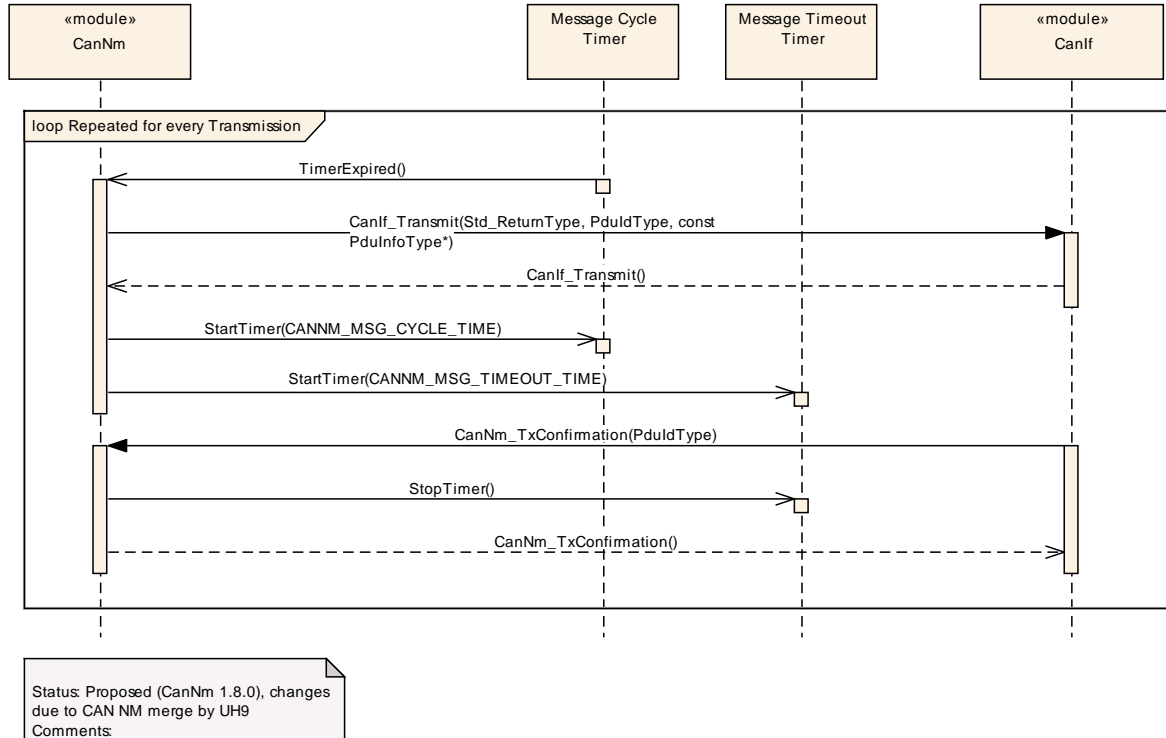 «module»
CanNm
Message Cycle
Timer
Message Timeout
Timer
«module»
CanIf
loop Repeated for every Transmission
TimerExpired()
CanIf_Transmit(Std_ReturnType, PduIdType, const
PduInfoType*)
CanIf_Transmit()
StartTimer(CANNM_MSG_CYCLE_TIME)
StartTimer(CANNM_MSG_TIMEOUT_TIME)
CanNm_TxConfirmation(PduIdType)
StopTimer()
CanNm_TxConfirmation()
Status: Proposed (CanNm 1.8.0), changes
due to CAN NM merge by UH9
Comments: